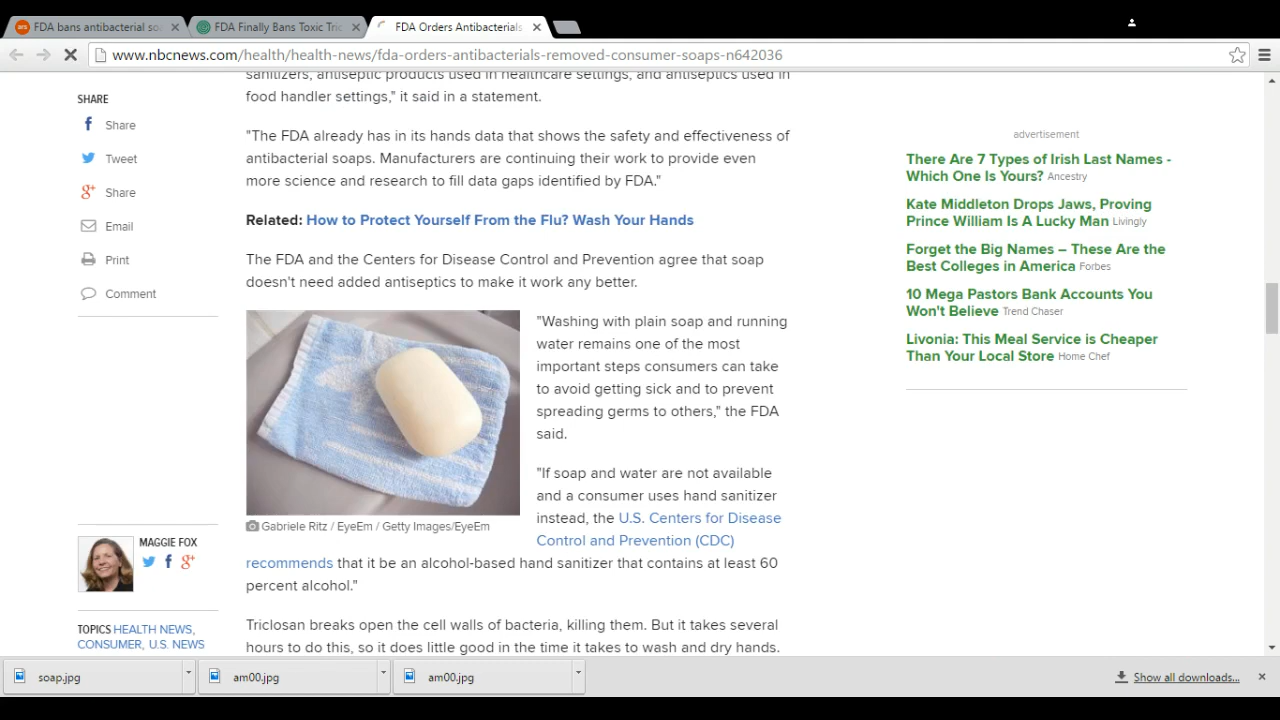 FDA bans antibacterial so
FDA Finally Bans Toxic Tric
FDA Orders Antibacterials
www.nbcnews.com/health/health-news/fda-orders-antibacterials-removed-consumer-soaps-n642036
SHARE
Share
Tweet
Share
Email
Print
Comment
MAGGIE FOX
TOPICS HEALTH NEWS,
CONSUMER, U.S. NEWS
sanitizers, antiseptic products used in healthcare settings, and antiseptics used in
food handler settings," it said in a statement.
"The FDA already has in its hands data that shows the safety and effectiveness of
antibacterial soaps. Manufacturers are continuing their work to provide even
more science and research to fill data gaps identified by FDA."
Related: How to Protect Yourself From the Flu? Wash Your Hands
The FDA and the Centers for Disease Control and Prevention agree that soap
doesn't need added antiseptics to make it work any better.
Gabriele Ritz / EyeEm / Getty Images/EyeEm
"Washing with plain soap and running
water remains one of the most
important steps consumers can take
to avoid getting sick and to prevent
spreading germs to others," the FDA
said.
"If soap and water are not available
and a consumer uses hand sanitizer
instead, the U.S. Centers for Disease
Control and Prevention (CDC)
recommends that it be an alcohol-based hand sanitizer that contains at least 60
percent alcohol."
Triclosan breaks open the cell walls of bacteria, killing them. But it takes several
hours to do this, so it does little good in the time it takes to wash and dry hands.
advertisement
There Are 7 Types of Irish Last Names -
Which One Is Yours? Ancestry
Kate Middleton Drops Jaws, Proving
Prince William Is A Lucky Man Livingly
Forget the Big Names – These Are the
Best Colleges in America Forbes
10 Mega Pastors Bank Accounts You
Won't Believe Trend Chaser
Livonia: This Meal Service is Cheaper
Than Your Local Store Home Chef
soap.jpg
am00.jpg
am00.jpg
Show all downloads...